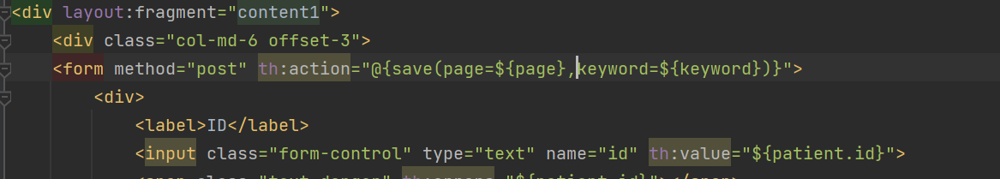 <div layout:fragment="content1">
<div class="col-md-6 offset-3">
<form method="post" th:action="@{save(page=${page},keyword=${keyword})}">
<div>
<label>ID</label>
<input class="form-control" type="text" name="id" th:value="${patient.id}">